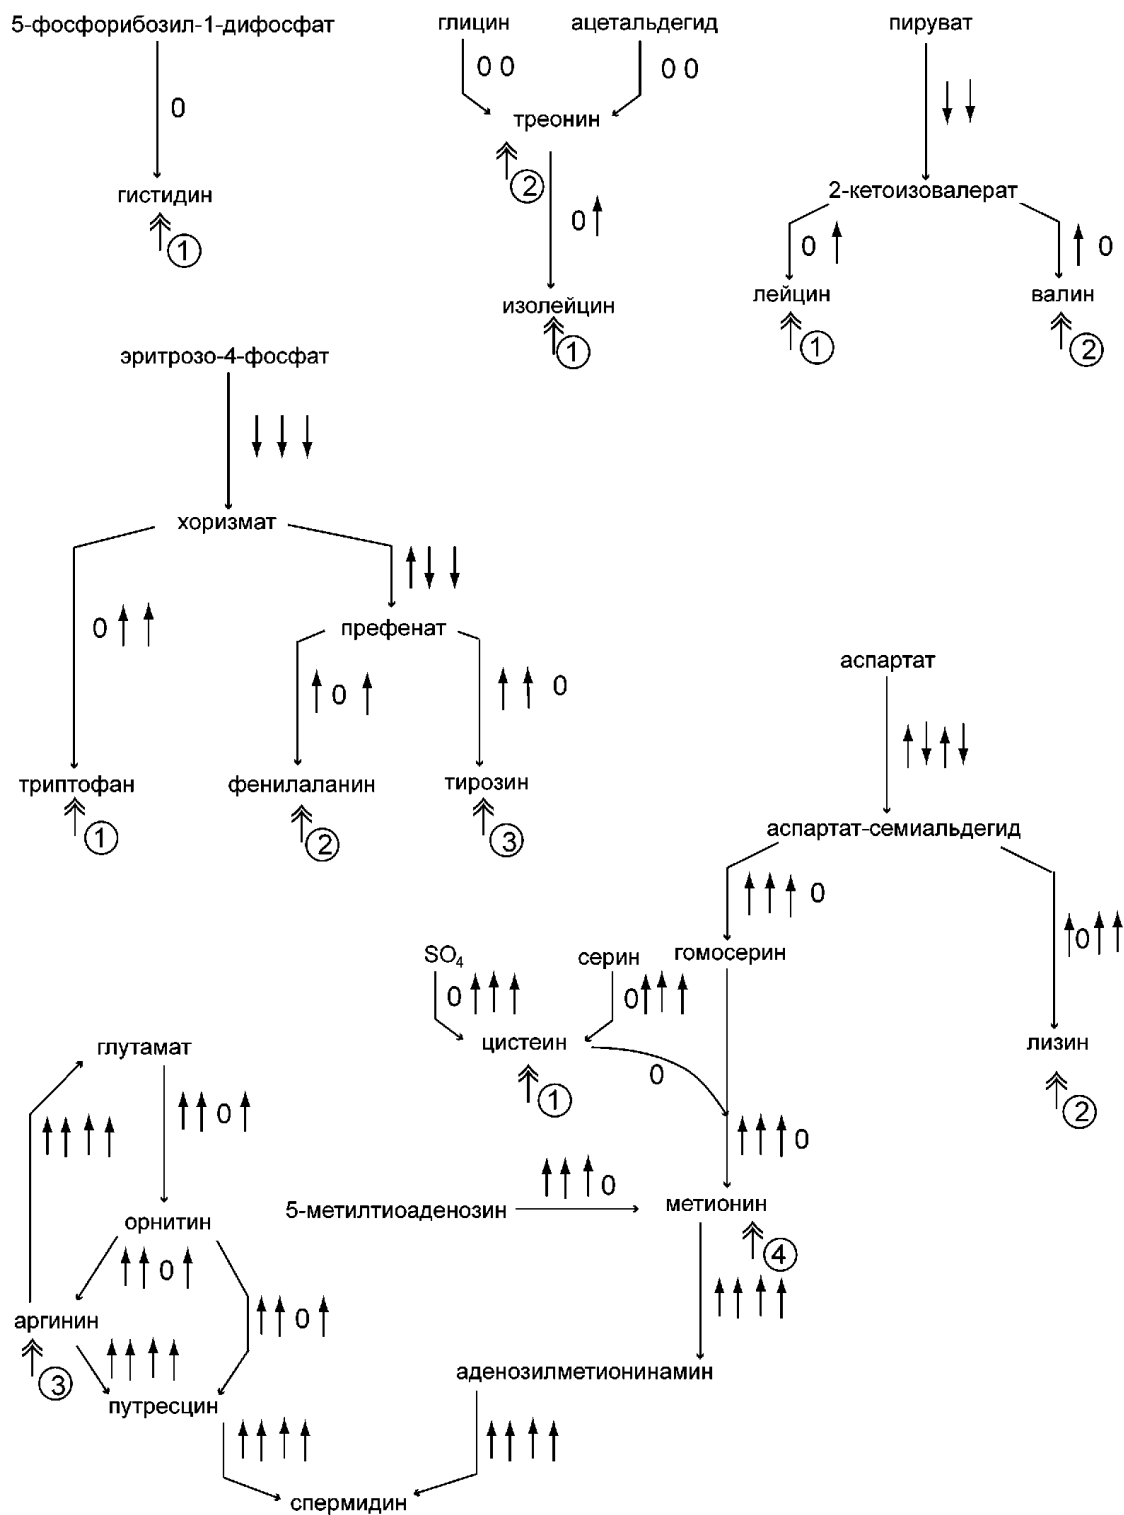 5-фосфорибозил-1-дифосфат
глицин
ацетальдегид
пируват
0 0
0 0
0
треонин
2
гистидин
2-кетоизовалерат
1
0
0
0
изолейцин
лейцин
валин
1
1
2
эритрозо-4-фосфат
хоризмат
0
префенат
0
0
аспартат
триптофан
фенилаланин
тирозин
1
2
3
аспартат-семиальдегид
0
0
SO4
серин
гомосерин
0
0
глутамат
цистеин
лизин
0
1
2
0
0
5-метилтиоаденозин
0
метионин
орнитин
4
0
0
аргинин
3
аденозилметионинамин
путресцин
спермидин